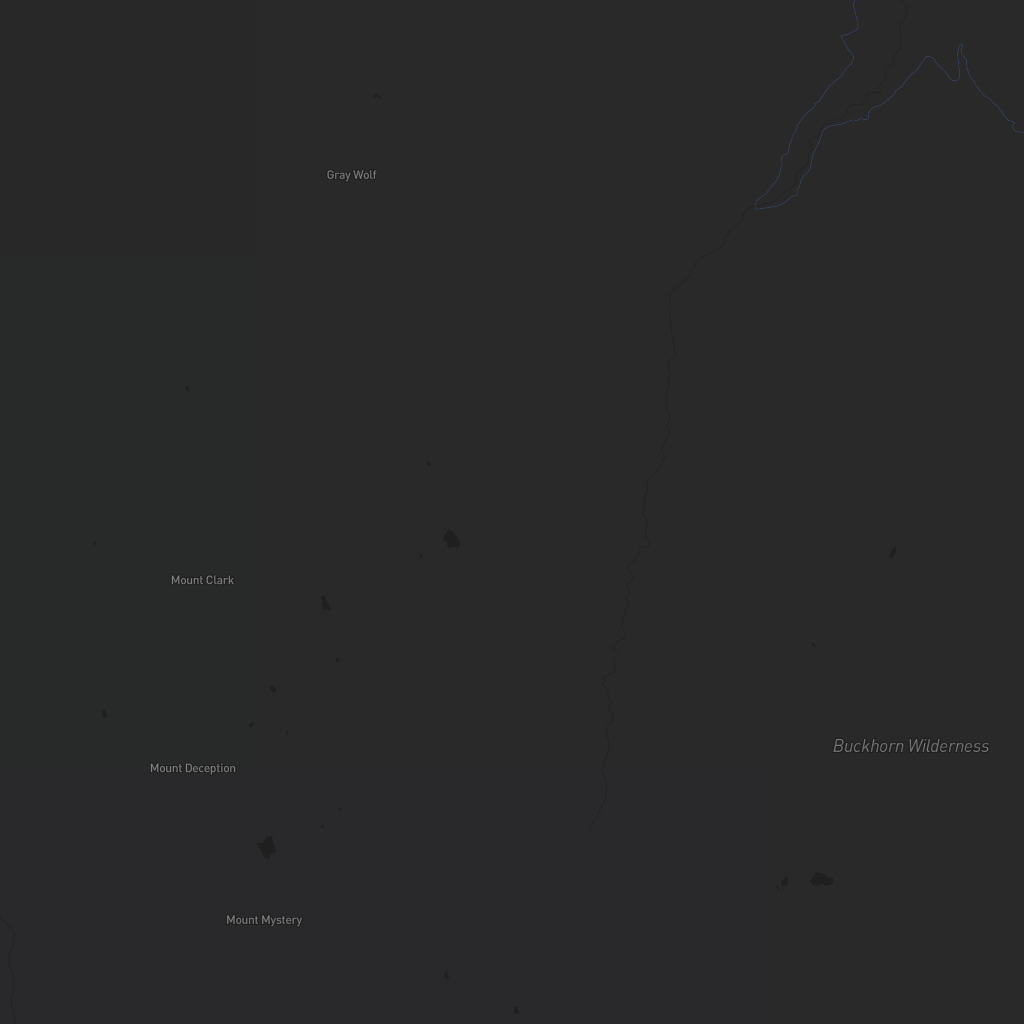 Gray Wolf
Mount Clark
Buckhorn Wilderness
Mount Deception
Mount Mystery